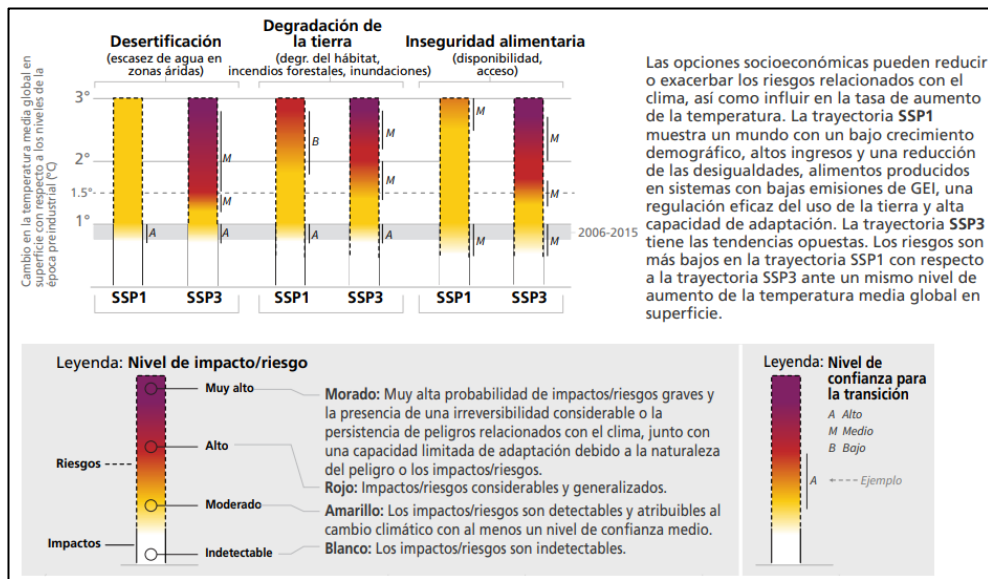 Desertificación
(escasez de agua en
zonas áridas)
Degradación de
la tierra
(degr. del hábitat,
incendios forestales, inundaciones)
Inseguridad alimentaria
(disponibilidad,
acceso)
Cambio en la temperatura media global en
superficie con respecto a los niveles de la
época preindustrial (°C)
3°
2°
1.5°
1°
M
M
A
A
B
A
M
M
A
M
M
M
M
M
2006-2015
SSP1
SSP3
SSP1
SSP3
SSP1
SSP3
Las opciones socioeconómicas pueden reducir
o exacerbar los riesgos relacionados con el
clima, así como influir en la tasa de aumento
de la temperatura. La trayectoria SSP1
muestra un mundo con un bajo crecimiento
demográfico, altos ingresos y una reducción
de las desigualdades, alimentos producidos
en sistemas con bajas emisiones de GEI, una
regulación eficaz del uso de la tierra y alta
capacidad de adaptación. La trayectoria SSP3
tiene las tendencias opuestas. Los riesgos son
más bajos en la trayectoria SSP1 con respecto
a la trayectoria SSP3 ante un mismo nivel de
aumento de la temperatura media global en
superficie.
Leyenda: Nivel de impacto/riesgo
Riesgos
Impactos
Muy alto
Alto
Moderado
Indetectable
Morado: Muy alta probabilidad de impactos/riesgos graves y
la presencia de una irreversibilidad considerable o la
persistencia de peligros relacionados con el clima, junto con
una capacidad limitada de adaptación debido a la naturaleza
del peligro o los impactos/riesgos.
Rojo: Impactos/riesgos considerables y generalizados.
Amarillo: Los impactos/riesgos son detectables y atribuibles al
cambio climático con al menos un nivel de confianza medio.
Blanco: Los impactos/riesgos son indetectables.
Leyenda: Nivel de
confianza para
la transición
A Alto
M Medio
B Bajo
A
Ejemplo